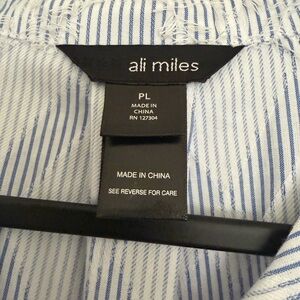 ali miles
PL
MADE IN
CHINA
RN 127304
MADE IN CHINA
SEE REVERSE FOR CARE